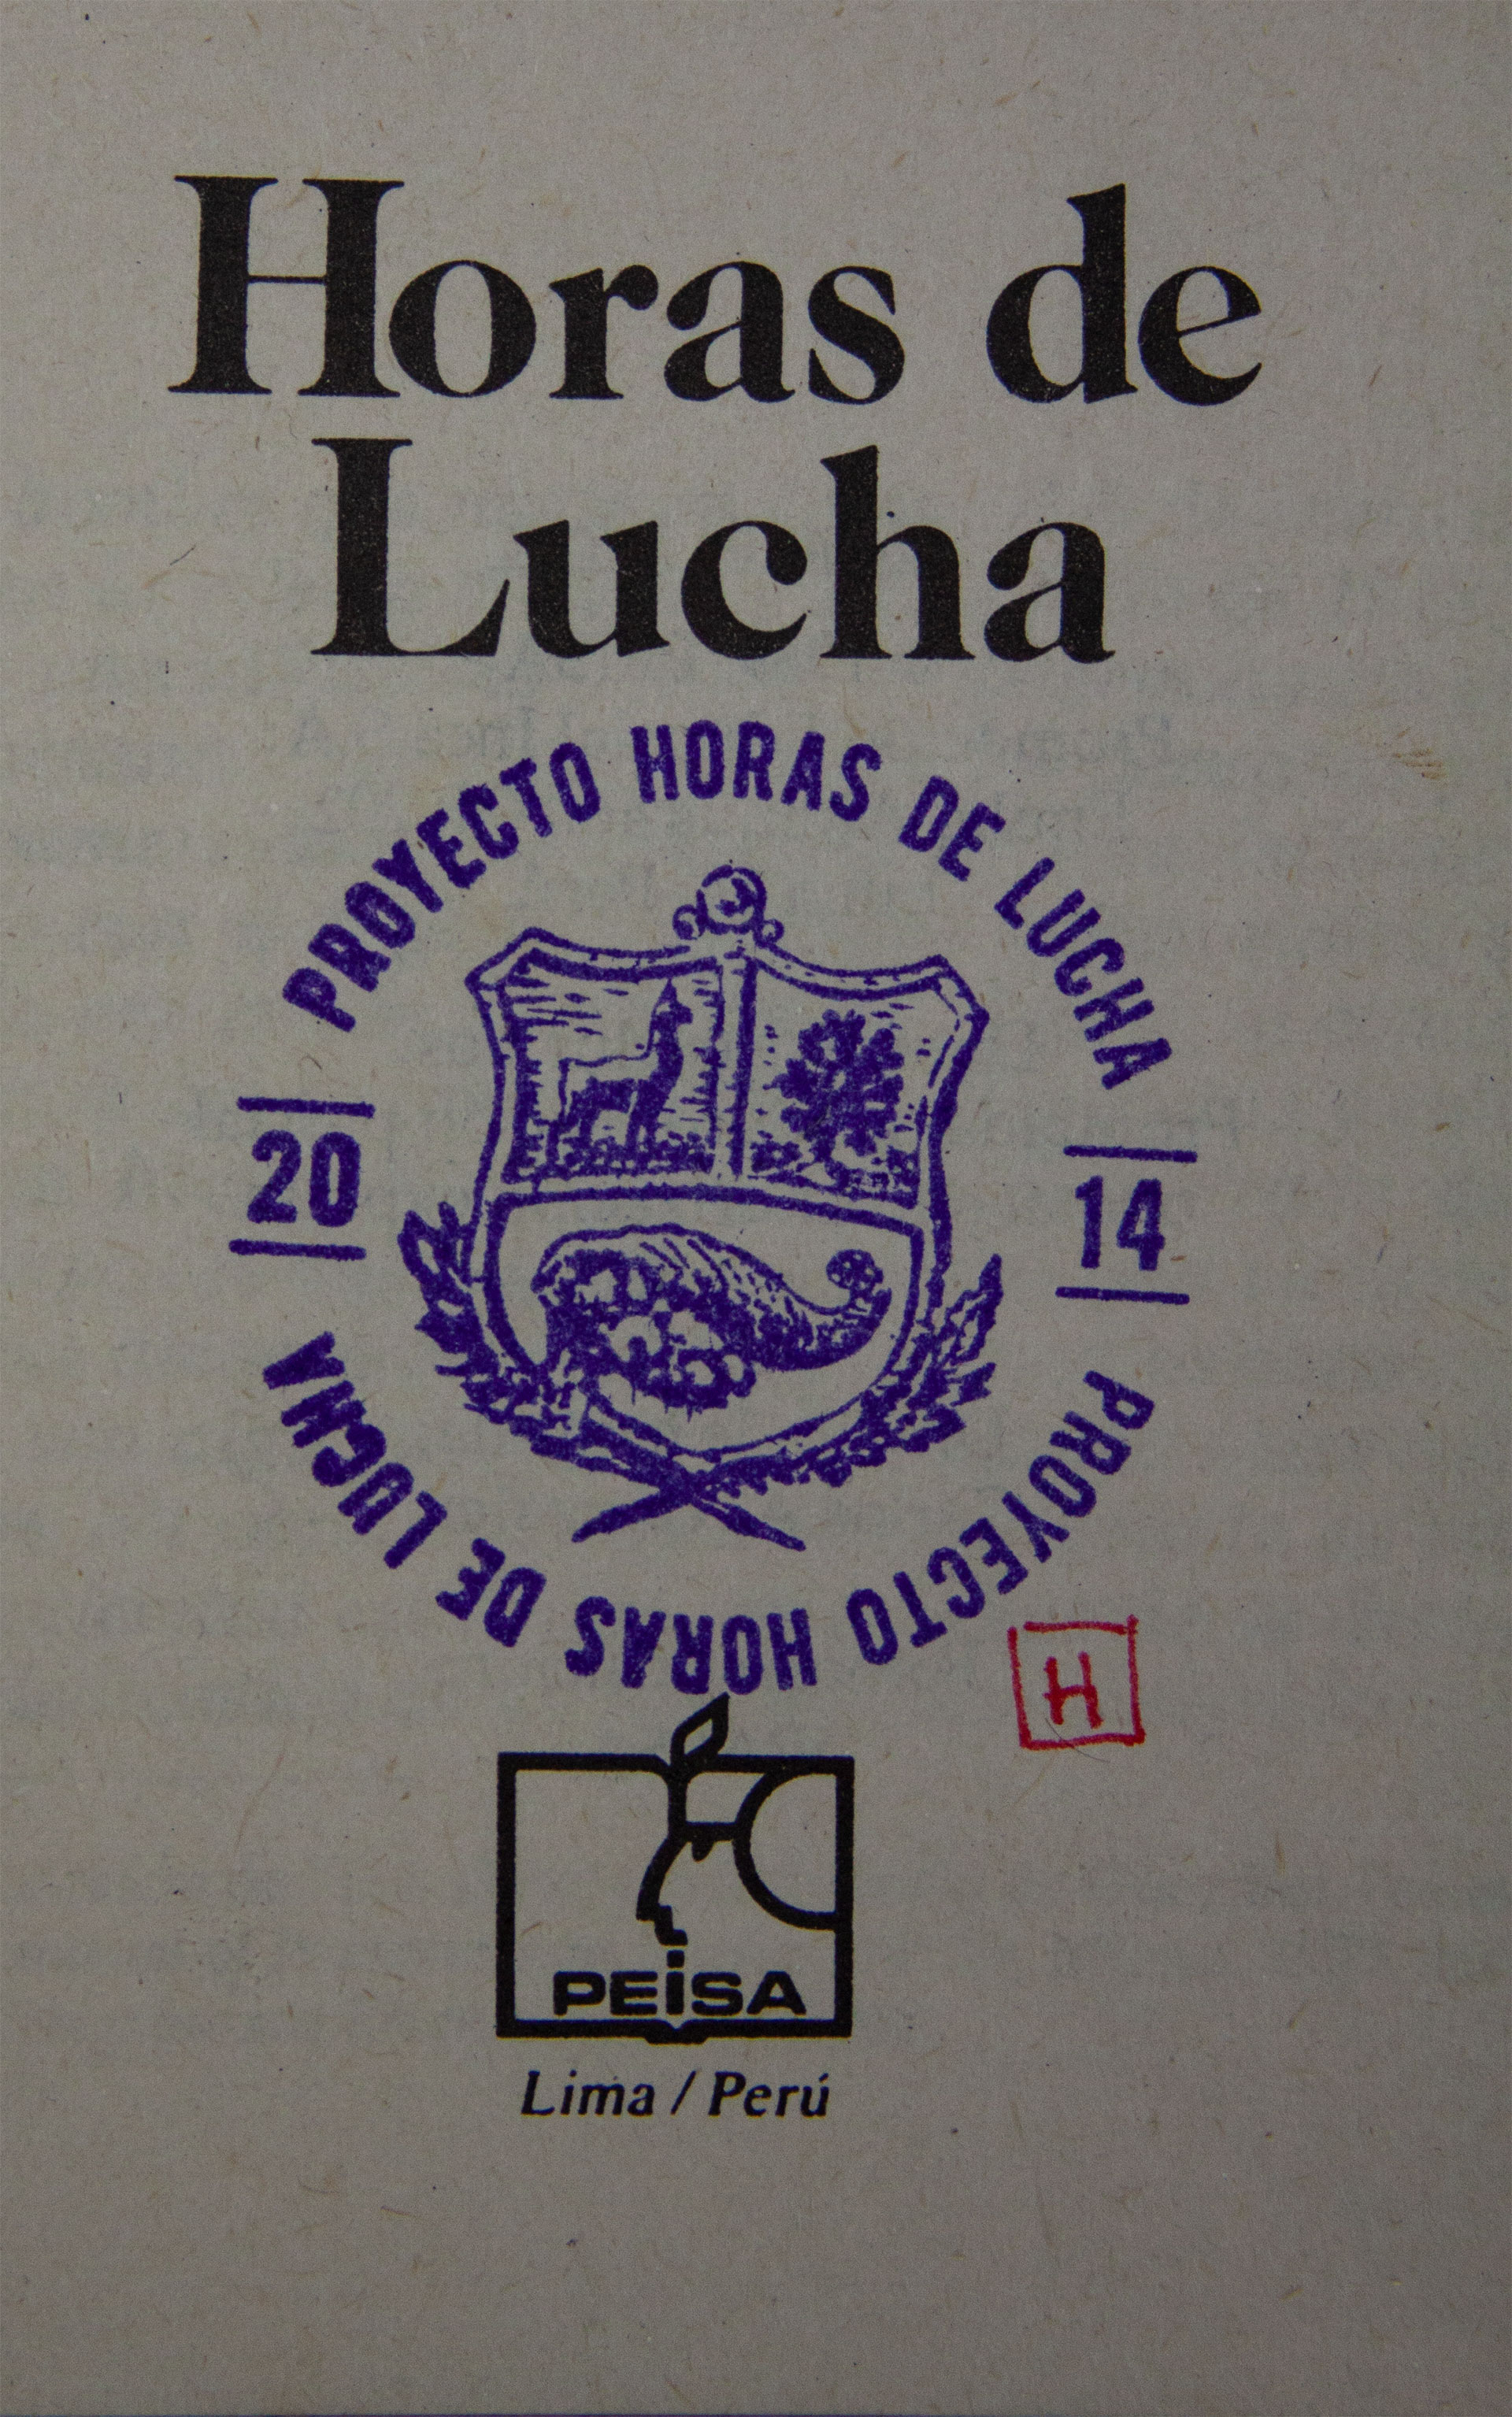 Horas de
Lucha
PROYECTO HORAS DE LUCHA
20
14
PROYECTO HORAS DE LUCHA
H
PEiSA
Lima / Perú